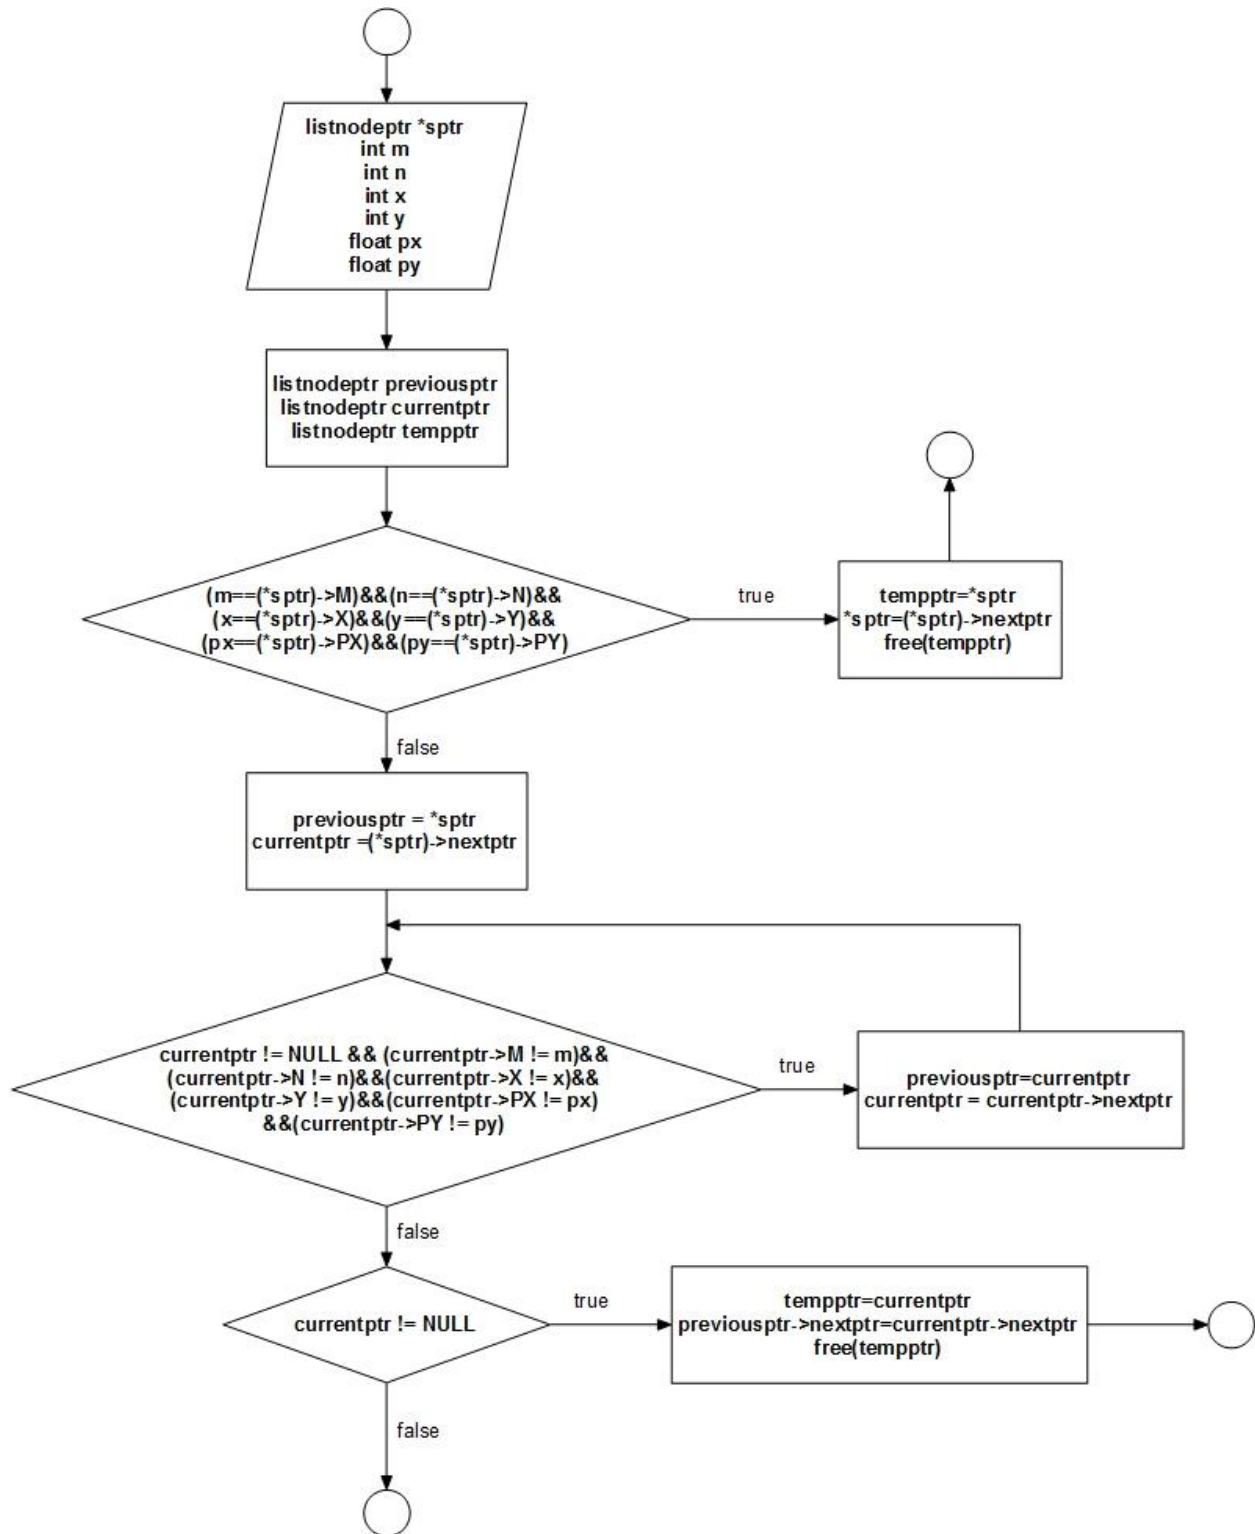 listnodeptr *sptr
int m
int n
int x
int y
float px
float py
listnodeptr previousptr
listnodeptr currentptr
listnodeptr tempptr
(m==(*sptr)->M)&&(n==(*sptr)->N)&&
(x==(*sptr)->X)&&(y==(*sptr)->Y)&&
(px==(*sptr)->PX)&&(py==(*sptr)->PY)
true
tempptr=*sptr
*sptr=(*sptr)->nextptr
free(tempptr)
false
previousptr = *sptr
currentptr =(*sptr)->nextptr
currentptr != NULL && (currentptr->M != m)&&
(currentptr->N != n)&&(currentptr->X != x)&&
(currentptr->Y != y)&&(currentptr->PX != px)
&&(currentptr->PY != py)
true
previousptr=currentptr
currentptr = currentptr->nextptr
false
currentptr != NULL
true
tempptr=currentptr
previousptr->nextptr=currentptr->nextptr
free(tempptr)
false